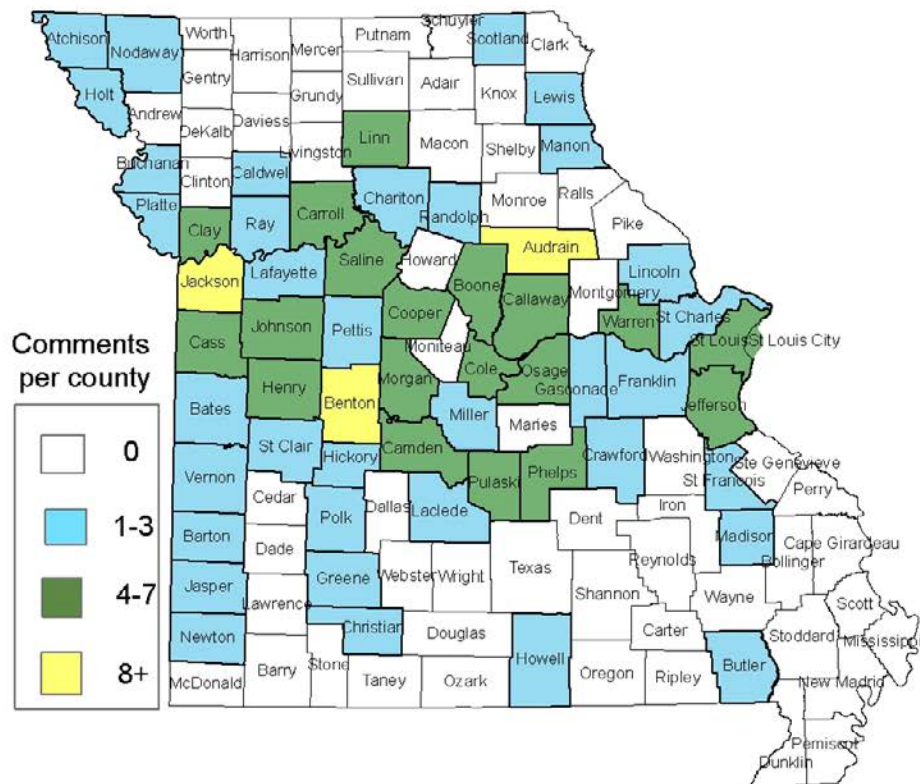 Atchison
Nodaway
Worth
Harrison
Mercer
Putnam
Schuyler
Scotland
Clark
Gentry
Sullivan
Adair
Knox
Lewis
Holt
Andrew
DeKalb
Daviess
Grundy
Linn
Macon
Shelby
Marion
Livingston
Buchanan
Clinton
Caldwel
Chariton
Randolph
Monroe
Ralls
Pike
Platte
Clay
Ray
Carroll
Audrain
Saline
Howard
Boone
Lincoln
Jackson
Lafayette
Callaway
Montgomery
Cooper
Warren
St Charles
Johnson
Pettis
Moniteau
St Louis
St Louis City
Cass
Cole
Osage
Gasconage
Franklin
Henry
Benton
Morgan
Jefferson
Bates
Miller
Maries
St Clair
Hickory
Camden
Crawford
Washington
Ste Genevieve
St Francois
Perry
Vernon
Pulaski
Phelps
Cedar
Polk
Dallas
Laclede
Dent
Iron
Madison
Barton
Dade
Cape Girardeau
Bollinger
Jasper
Greene
Webster
Wright
Texas
Reynolds
Shannon
Wayne
Lawrence
Scott
Newton
Christian
Douglas
Carter
Stoddard
Mississippi
Howell
Butler
McDonald
Barry
Stone
Taney
Ozark
Oregon
Ripley
New Madrid
Pemiscot
Dunklin
Comments
per county
0
1-3
4-7
8+